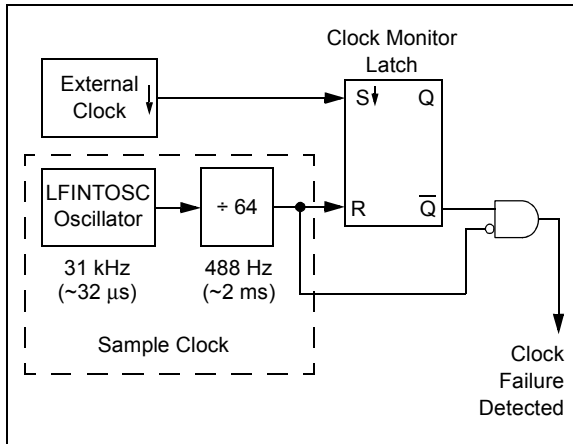 Clock Monitor
Latch
External
Clock
S
Q
LFINTOSC
Oscillator
÷ 64
R
Q̅
31 kHz
(~32 μs)
488 Hz
(~2 ms)
Sample Clock
Clock
Failure
Detected